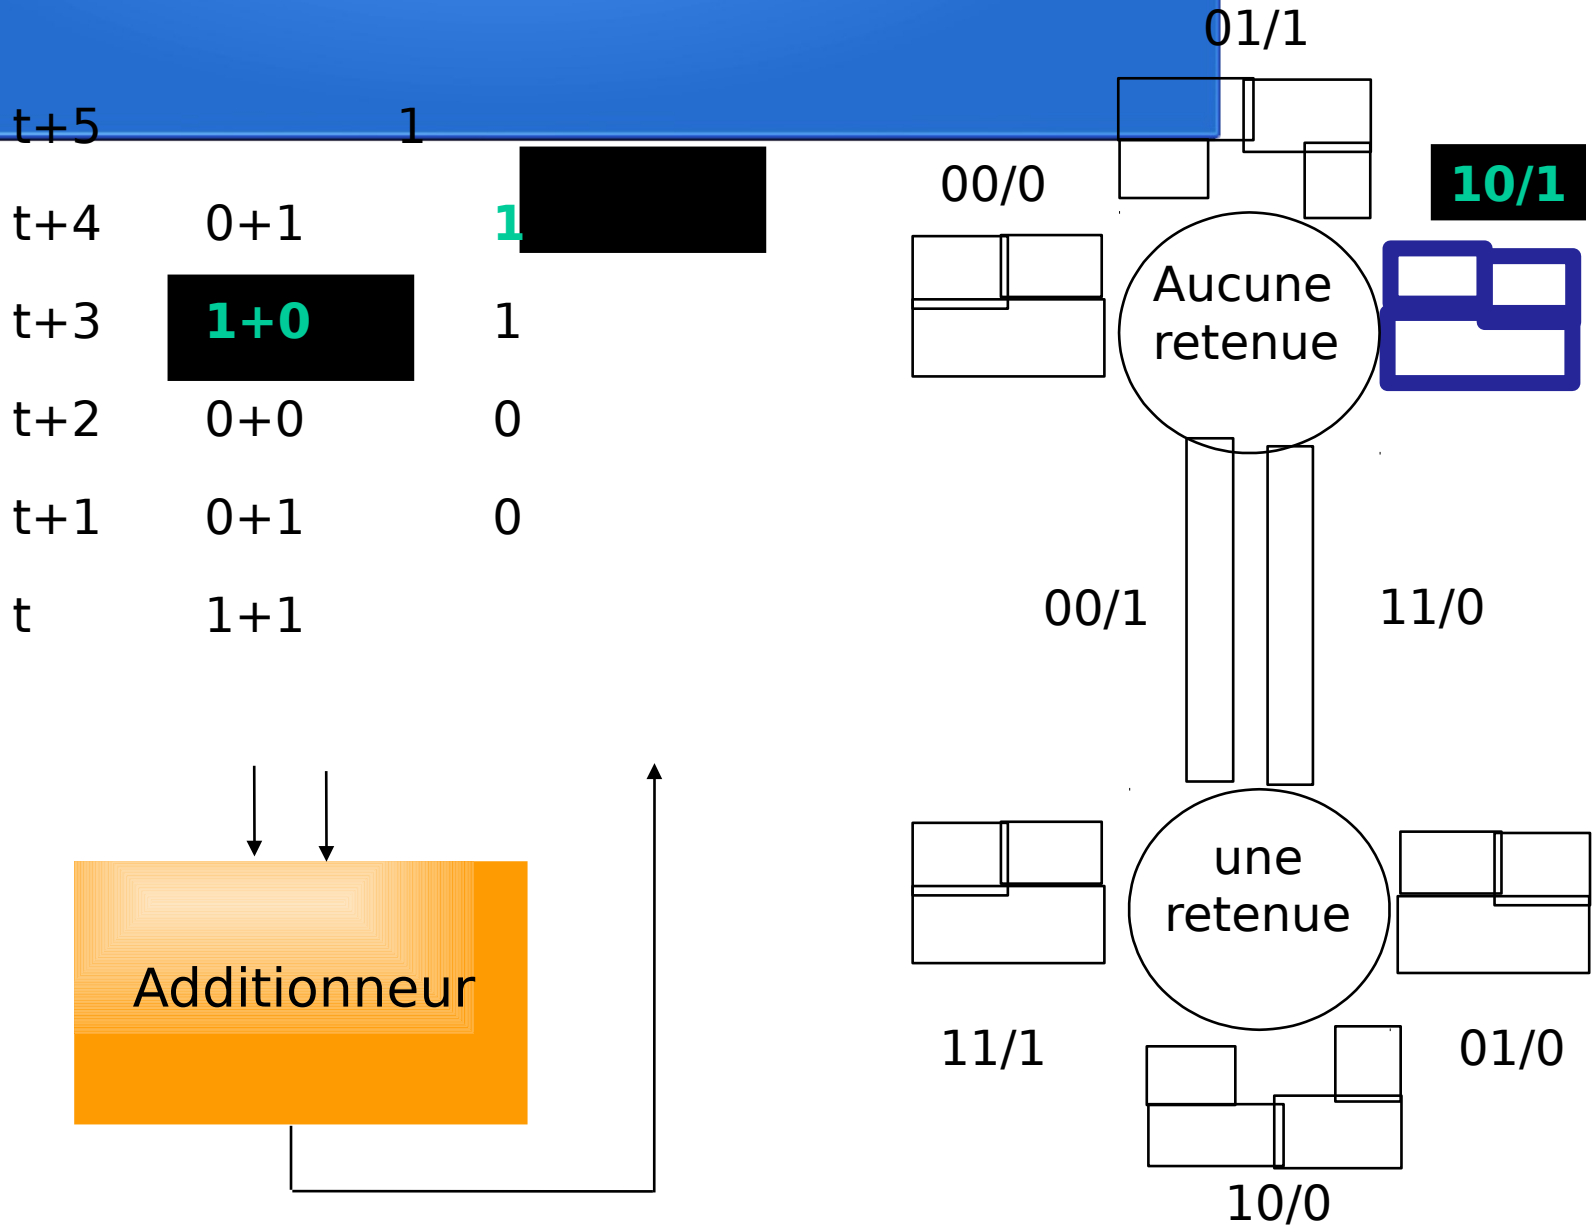 01/1
t+5 1
00/0 10/1
t+4 0+1 1
Aucune
retenue
t+3 1+0 1
t+2 0+0 0
t+1 0+1 0
t 1+1
00/1 11/0
une
retenue
Additionneur
11/1 01/0
10/0